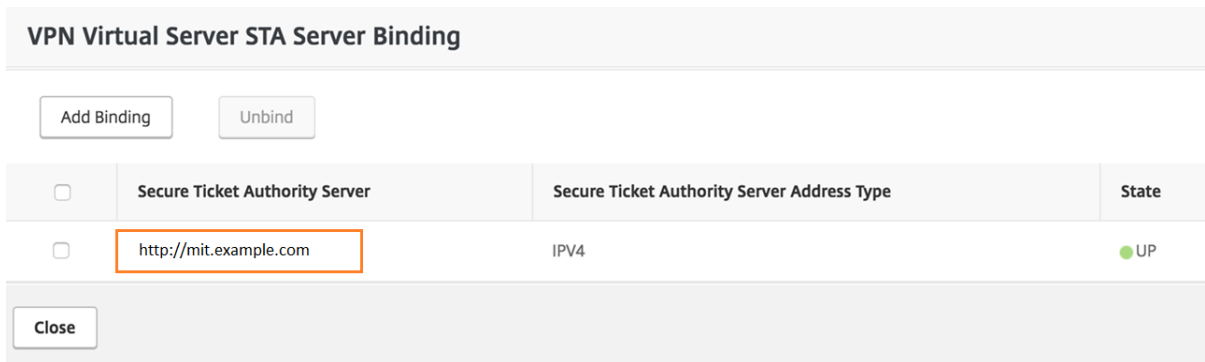 VPN Virtual Server STA Server Binding
Add Binding Unbind
Secure Ticket Authority Server Secure Ticket Authority Server Address Type State
http://mit.example.com IPV4 UP
Close